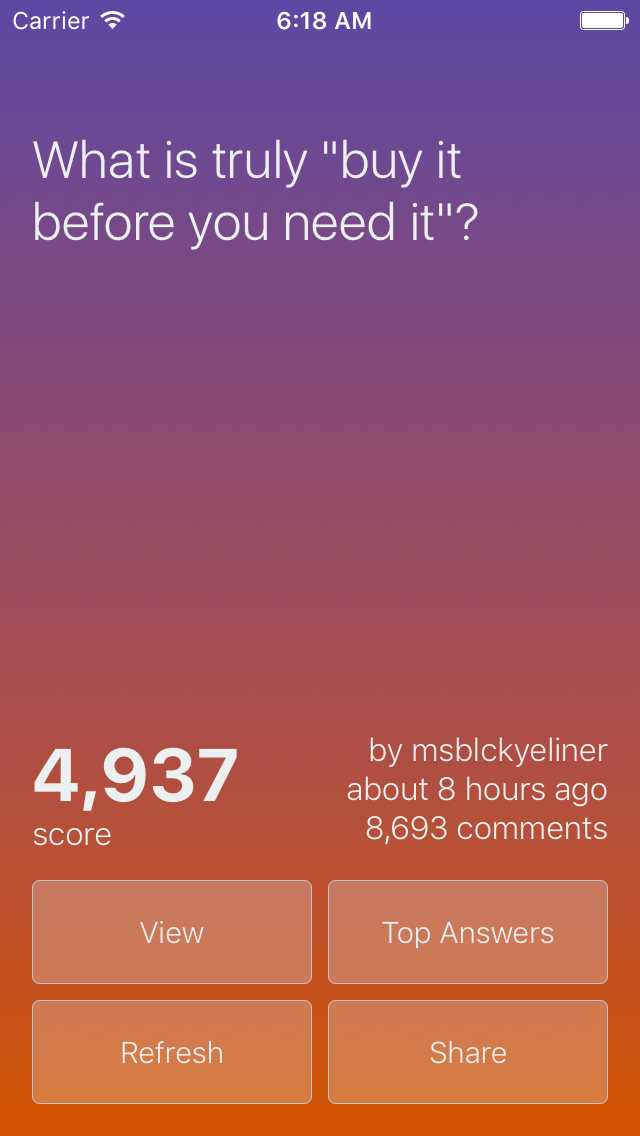 Carrier 6:18 AM
What is truly "buy it
before you need it"?
4,937
score
by msblckyeliner
about 8 hours ago
8,693 comments
View
Top Answers
Refresh
Share